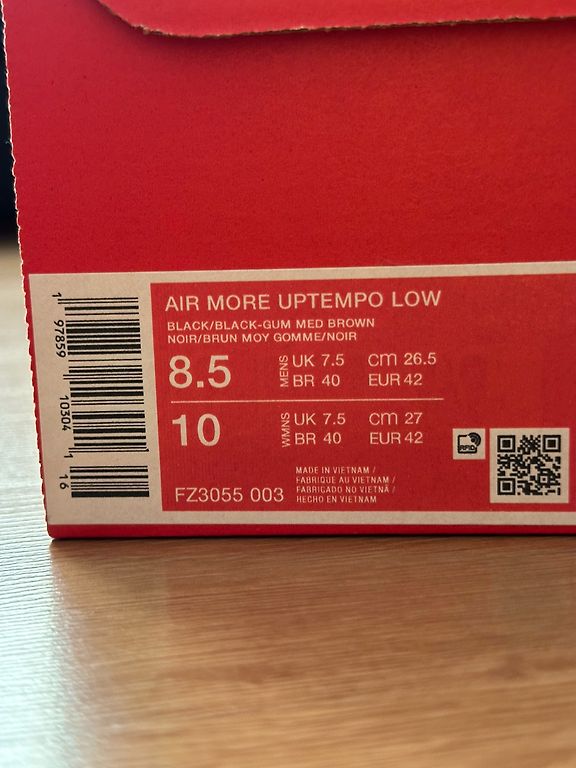 AIR MORE UPTEMPO LOW
BLACK/BLACK-GUM MED BROWN
NOIR/BRUN MOY GOMME/NOIR
8.5 MENS UK 7.5 CM 26.5
BR 40 EUR 42
10 WMNS UK 7.5 CM 27
BR 40 EUR 42
FZ3055 003
MADE IN VIETNAM /
FABRIQUE AU VIETNAM /
FABRICADO NO VIETNÃ /
HECHO EN VIETNAM
RFID
1 97859 10304 1 16